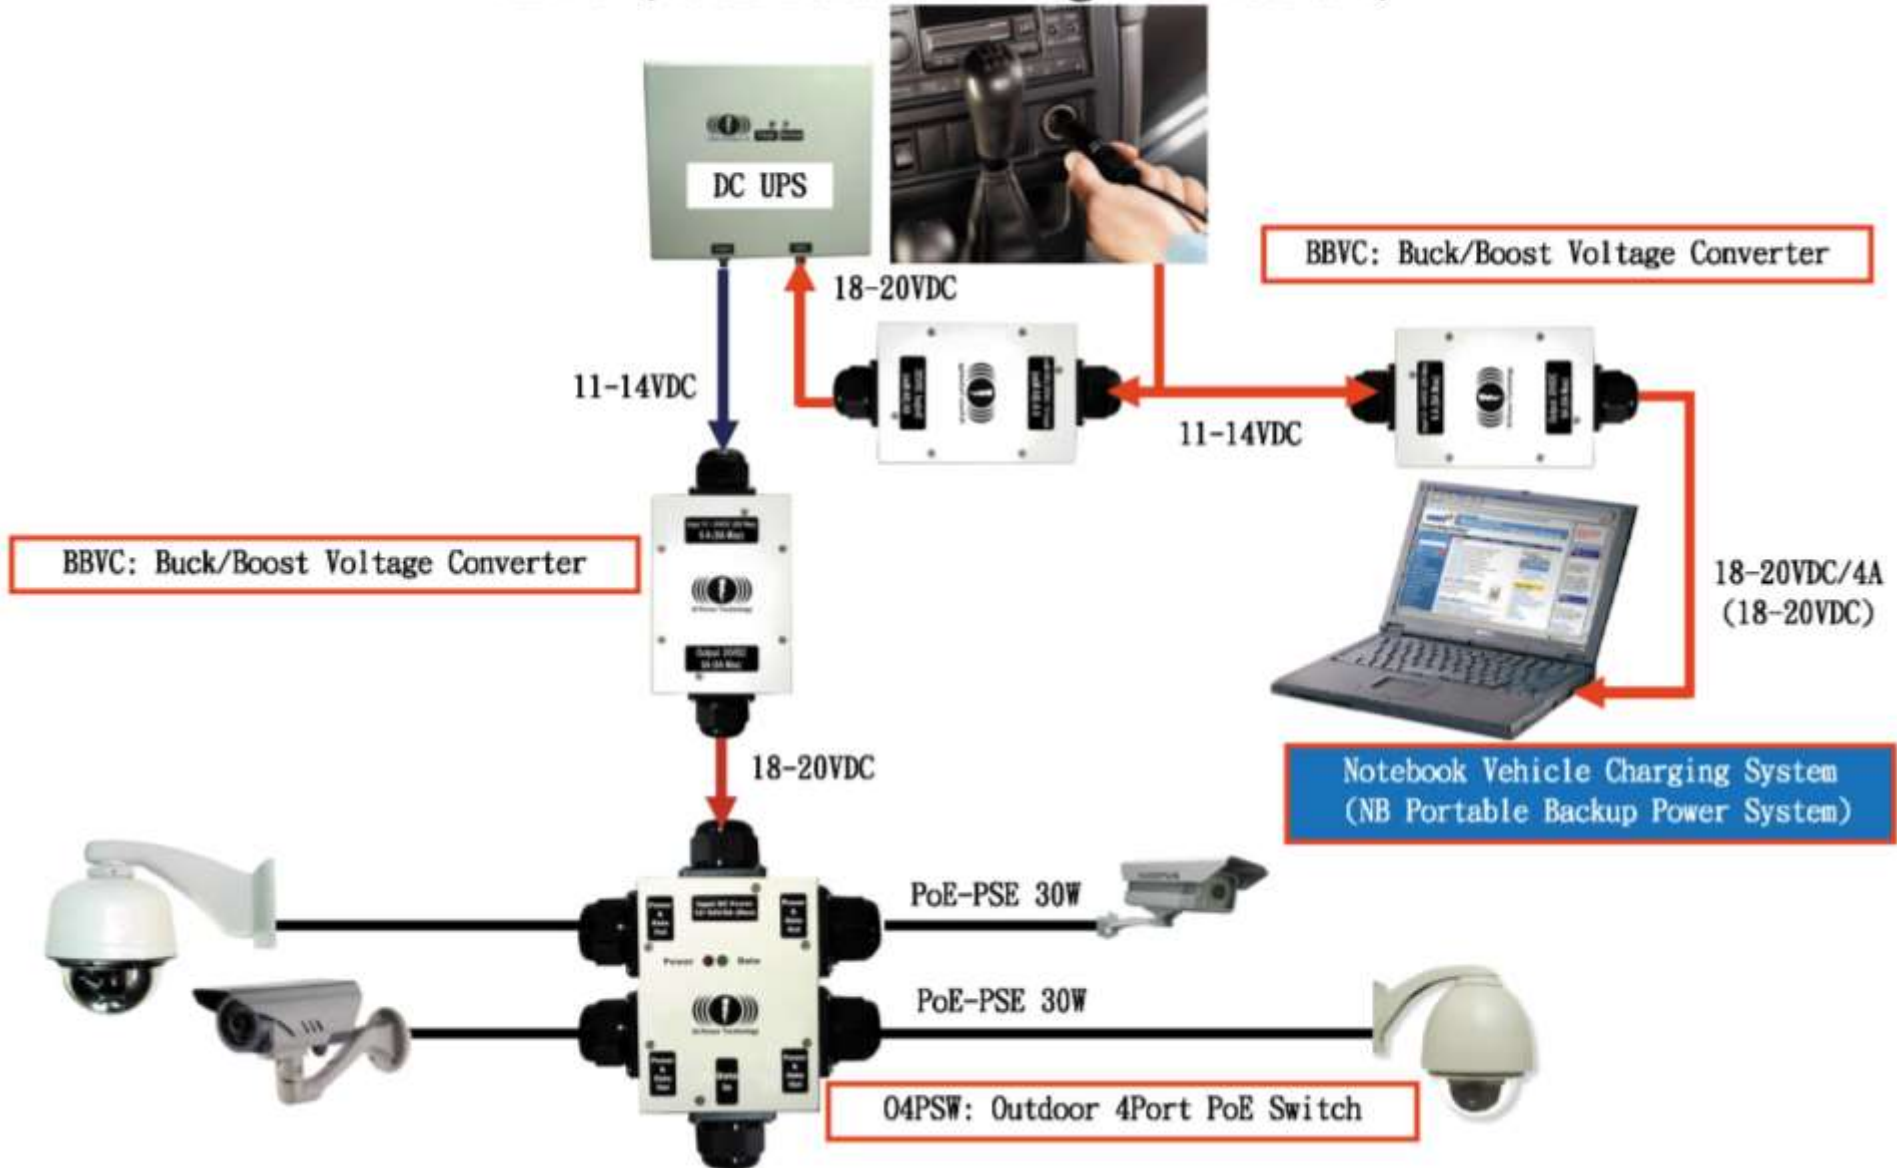 DC UPS
18-20VDC
BBVC: Buck/Boost Voltage Converter
11-14VDC
11-14VDC
BBVC: Buck/Boost Voltage Converter
18-20VDC/4A
(18-20VDC)
18-20VDC
Notebook Vehicle Charging System
(NB Portable Backup Power System)
PoE-PSE 30W
Power
Data
PoE-PSE 30W
O4PSW: Outdoor 4Port PoE Switch